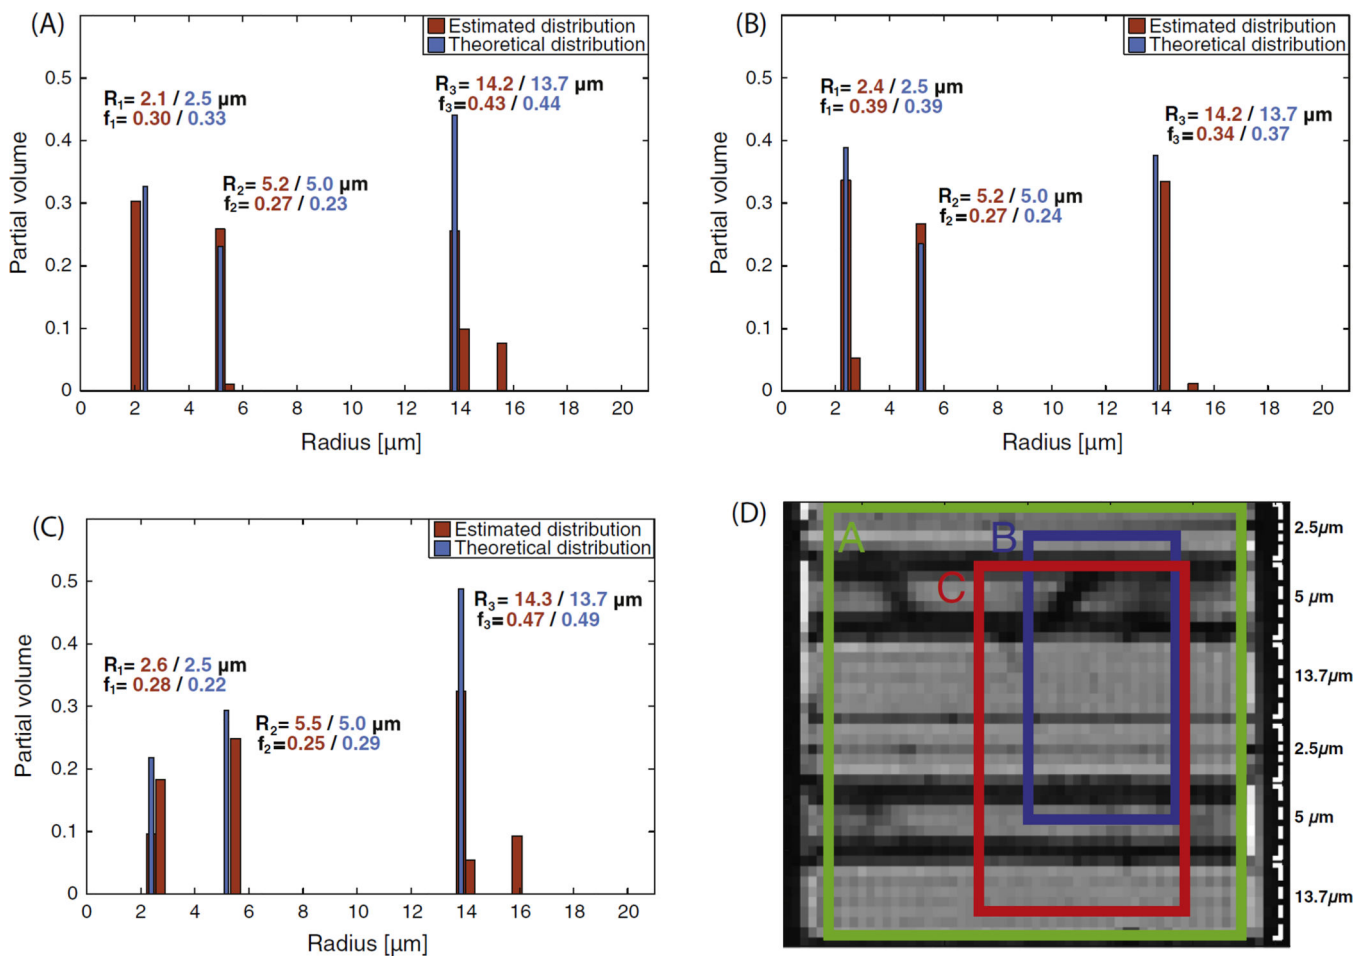 (A)
Estimated distribution
Theoretical distribution
R1= 2.1 / 2.5 µm
f1= 0.30 / 0.33
R2= 5.2 / 5.0 µm
f2= 0.27 / 0.23
R3= 14.2 / 13.7 µm
f3= 0.43 / 0.44
Partial volume
0.5
0.4
0.3
0.2
0.1
0
0 2 4 6 8 10 12 14 16 18 20
Radius [µm]
(B)
Estimated distribution
Theoretical distribution
R1= 2.4 / 2.5 µm
f1= 0.39 / 0.39
R2= 5.2 / 5.0 µm
f2= 0.27 / 0.24
R3= 14.2 / 13.7 µm
f3= 0.34 / 0.37
Partial volume
0.5
0.4
0.3
0.2
0.1
0
0 2 4 6 8 10 12 14 16 18 20
Radius [µm]
(C)
Estimated distribution
Theoretical distribution
R1= 2.6 / 2.5 µm
f1= 0.28 / 0.22
R2= 5.5 / 5.0 µm
f2= 0.25 / 0.29
R3= 14.3 / 13.7 µm
f3= 0.47 / 0.49
Partial volume
0.5
0.4
0.3
0.2
0.1
0
0 2 4 6 8 10 12 14 16 18 20
Radius [µm]
(D)
A
B
C
2.5µm
5 µm
13.7µm
2.5µm
5 µm
13.7µm